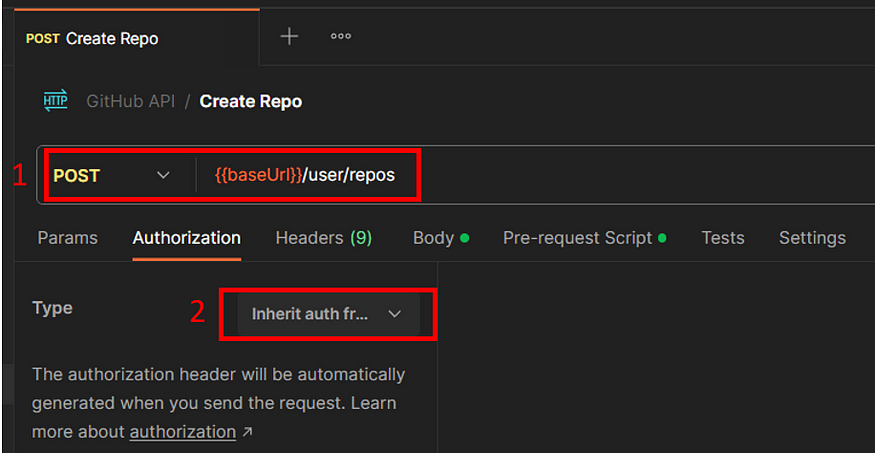 POST Create Repo
HTTP GitHub API / Create Repo
1 POST {{baseUrl}}/user/repos
Params Authorization Headers (9) Body Pre-request Script Tests Settings
Type 2 Inherit auth fr...
The authorization header will be automatically
generated when you send the request. Learn
more about authorization ↗